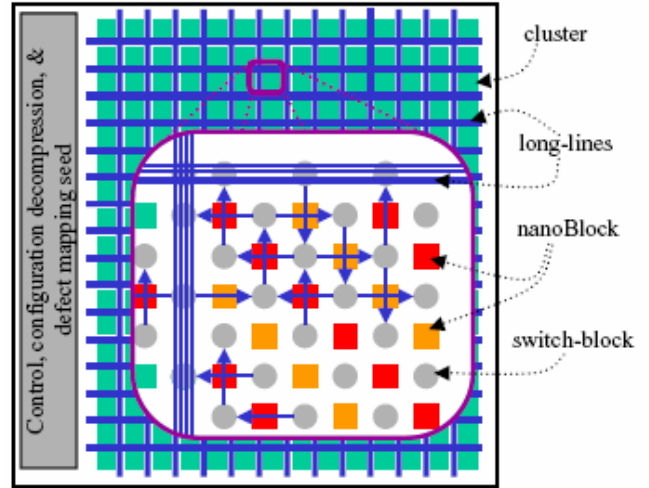 Control, configuration decompression, &
defect mapping seed
cluster
long-lines
nanoBlock
switch-block